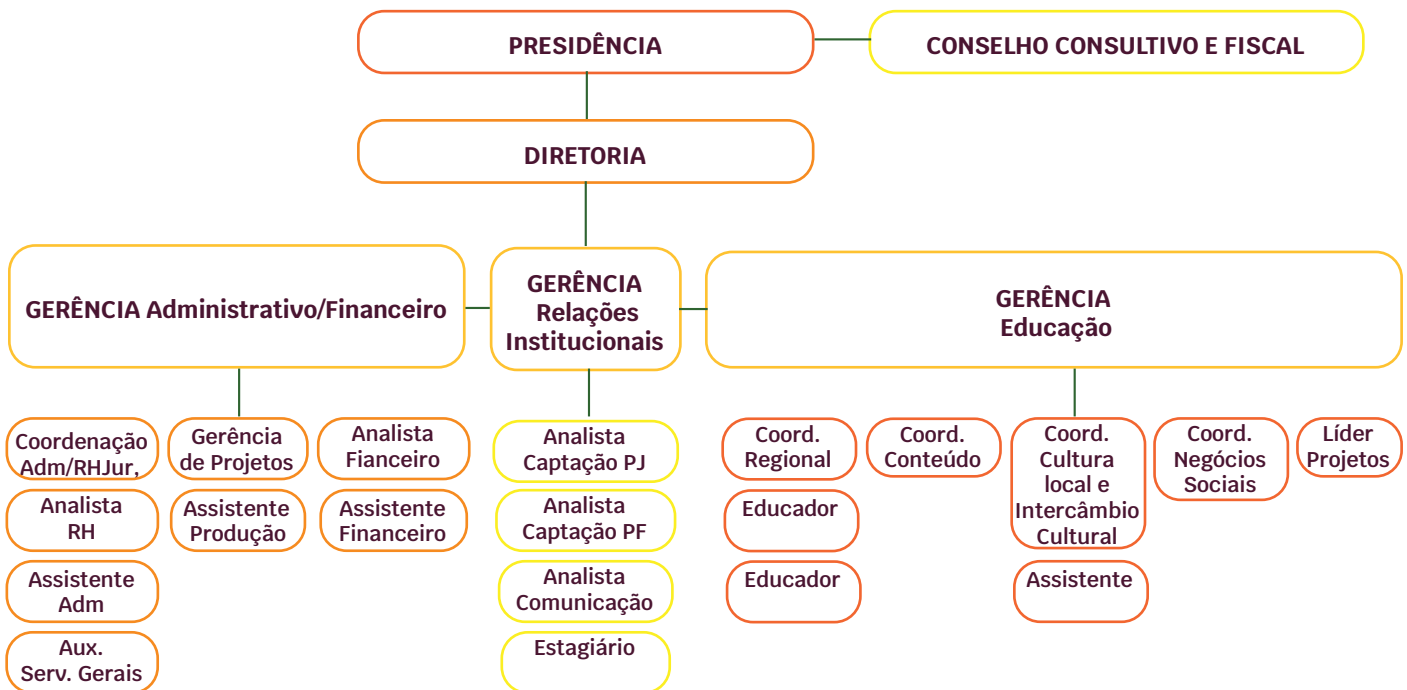 PRESIDÊNCIA
CONSELHO CONSULTIVO E FISCAL
DIRETORIA
GERÊNCIA Administrativo/Financeiro
GERÊNCIA
Relações
Institucionais
GERÊNCIA
Educação
Coordenação
Adm/RHJur,
Analista
RH
Assistente
Adm
Aux.
Serv. Gerais
Gerência
de Projetos
Assistente
Produção
Analista
Fianceiro
Assistente
Financeiro
Analista
Captação PJ
Analista
Captação PF
Analista
Comunicação
Estagiário
Coord.
Regional
Educador
Educador
Coord.
Conteúdo
Coord.
Cultura
local e
Intercâmbio
Cultural
Assistente
Coord.
Negócios
Sociais
Líder
Projetos